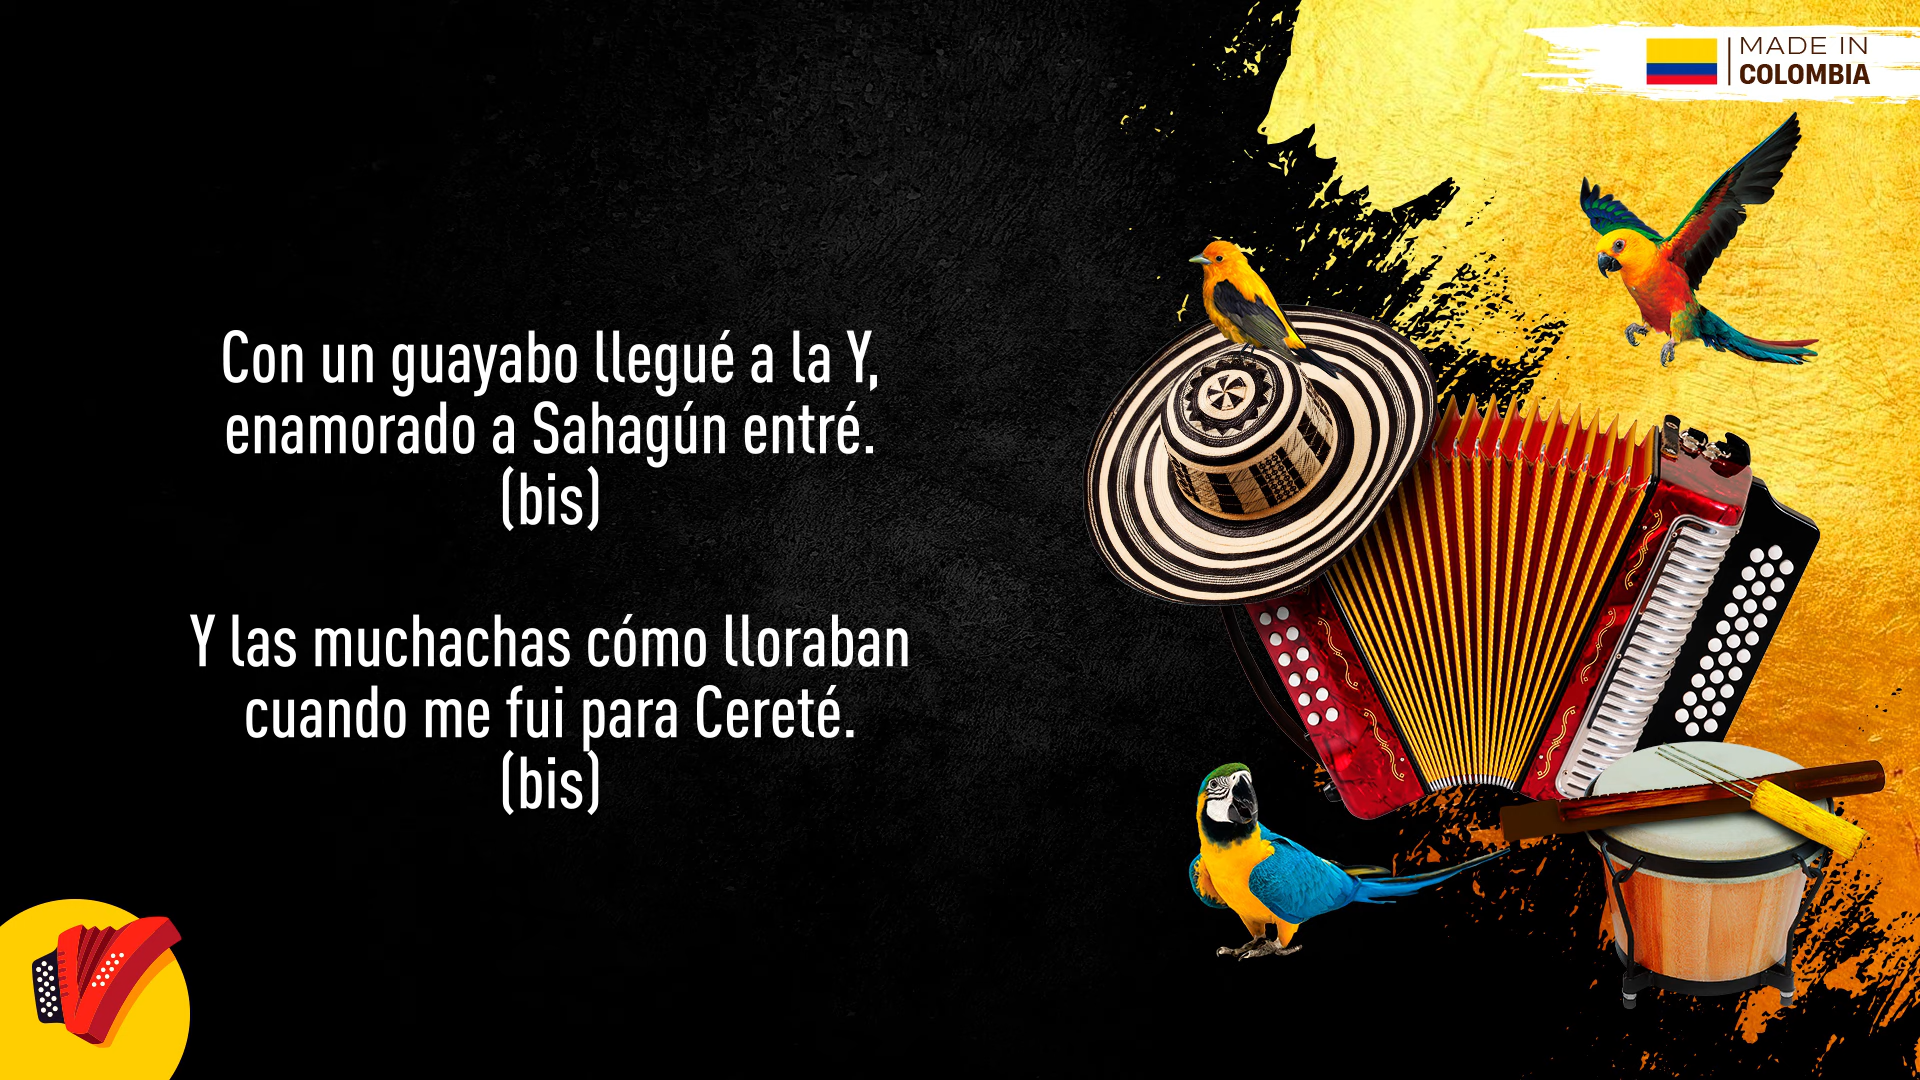 MADE IN
COLOMBIA
Con un guayabo llegué a la Y,
enamorado a Sahagún entré.
(bis)
Y las muchachas cómo lloraban
cuando me fui para Cereté.
(bis)